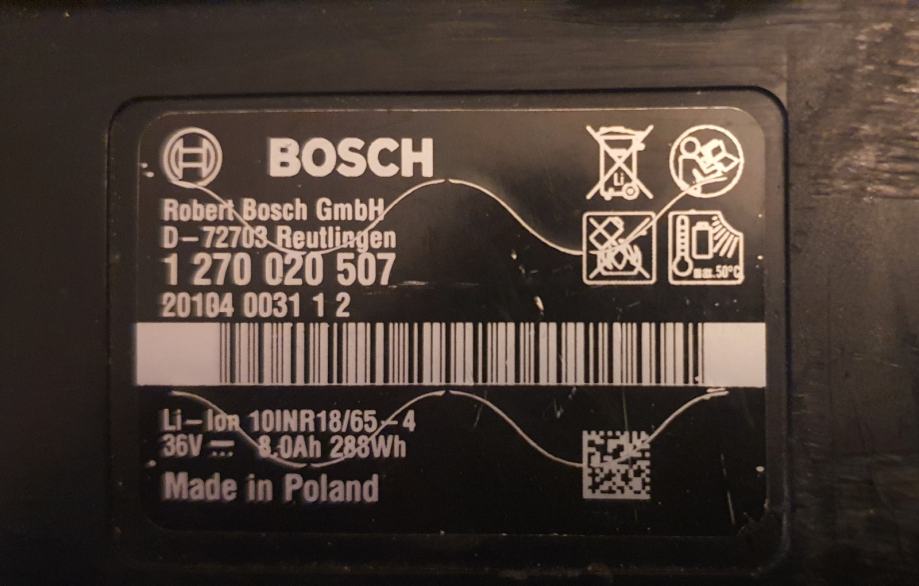 BOSCH
Robert Bosch GmbH
D-72703 Reutlingen
1 270 020 507
20104 0031 1 2
Li
max.50°C
Li-Ion 10INR18/65-4
36V ⎓ 8.0Ah 288Wh
Made in Poland